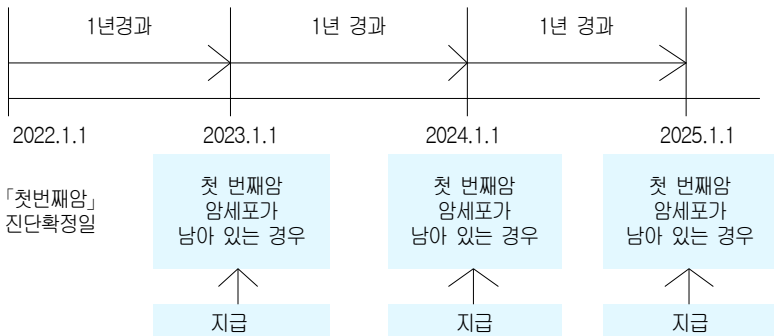 1년경과
1년 경과
1년 경과
2022.1.1
2023.1.1
2024.1.1
2025.1.1
「첫번째암」
진단확정일
첫 번째암
암세포가
남아 있는 경우
첫 번째암
암세포가
남아 있는 경우
첫 번째암
암세포가
남아 있는 경우
지급
지급
지급